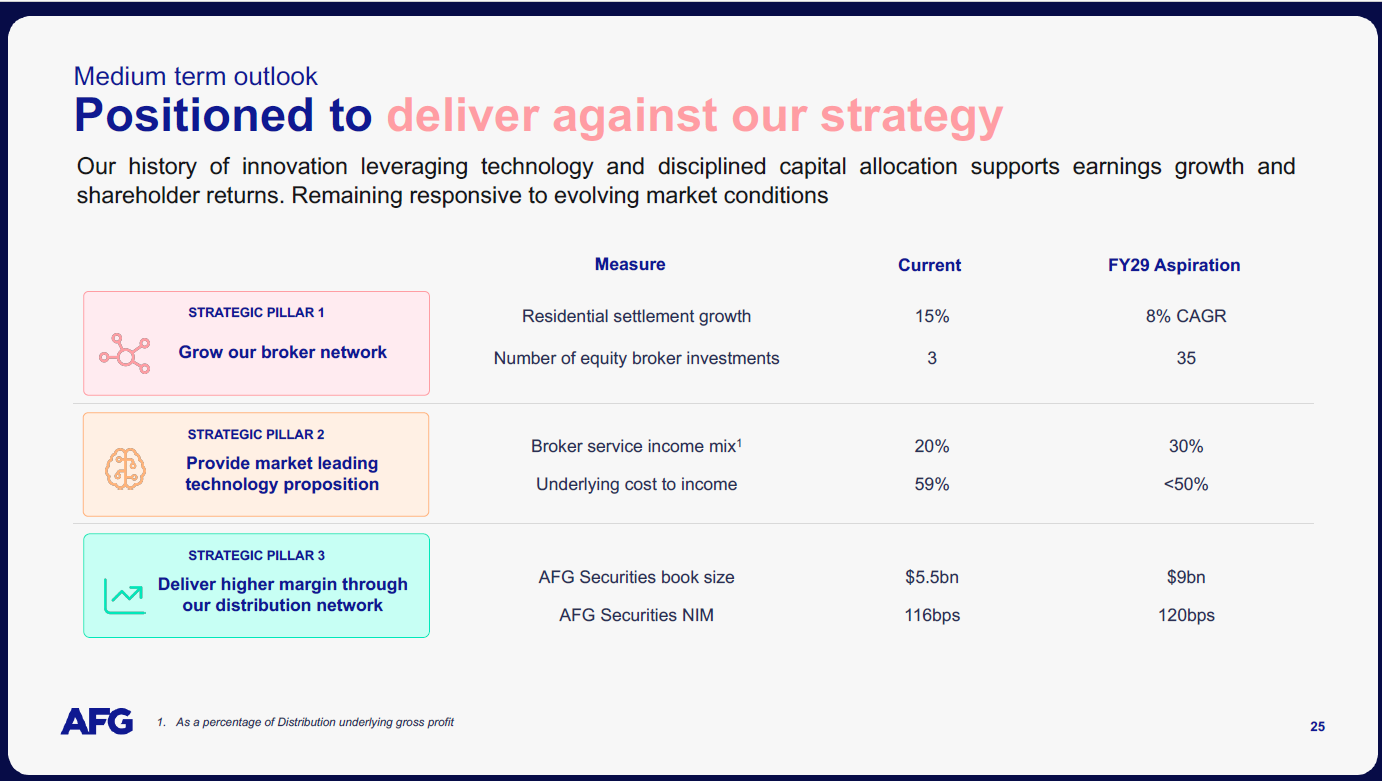 Medium term outlook
Positioned to deliver against our strategy
Our history of innovation leveraging technology and disciplined capital allocation supports earnings growth and
shareholder returns. Remaining responsive to evolving market conditions
Measure Current FY29 Aspiration
STRATEGIC PILLAR 1
Grow our broker network
Residential settlement growth 15% 8% CAGR
Number of equity broker investments 3 35
STRATEGIC PILLAR 2
Provide market leading
technology proposition
Broker service income mix¹ 20% 30%
Underlying cost to income 59% <50%
STRATEGIC PILLAR 3
Deliver higher margin through
our distribution network
AFG Securities book size $5.5bn $9bn
AFG Securities NIM 116bps 120bps
AFG
1. As a percentage of Distribution underlying gross profit
25